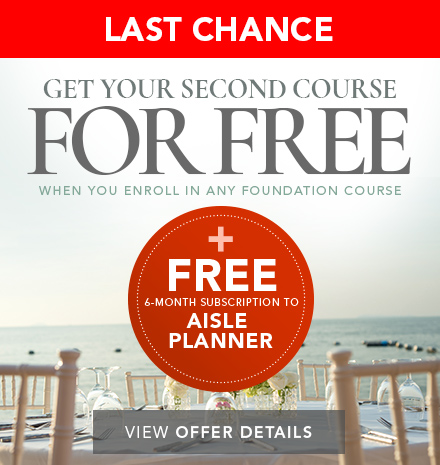 LAST CHANCE
GET YOUR SECOND COURSE
FOR FREE
WHEN YOU ENROLL IN ANY FOUNDATION COURSE
+
FREE
6-MONTH SUBSCRIPTION TO
AISLE
PLANNER
VIEW OFFER DETAILS